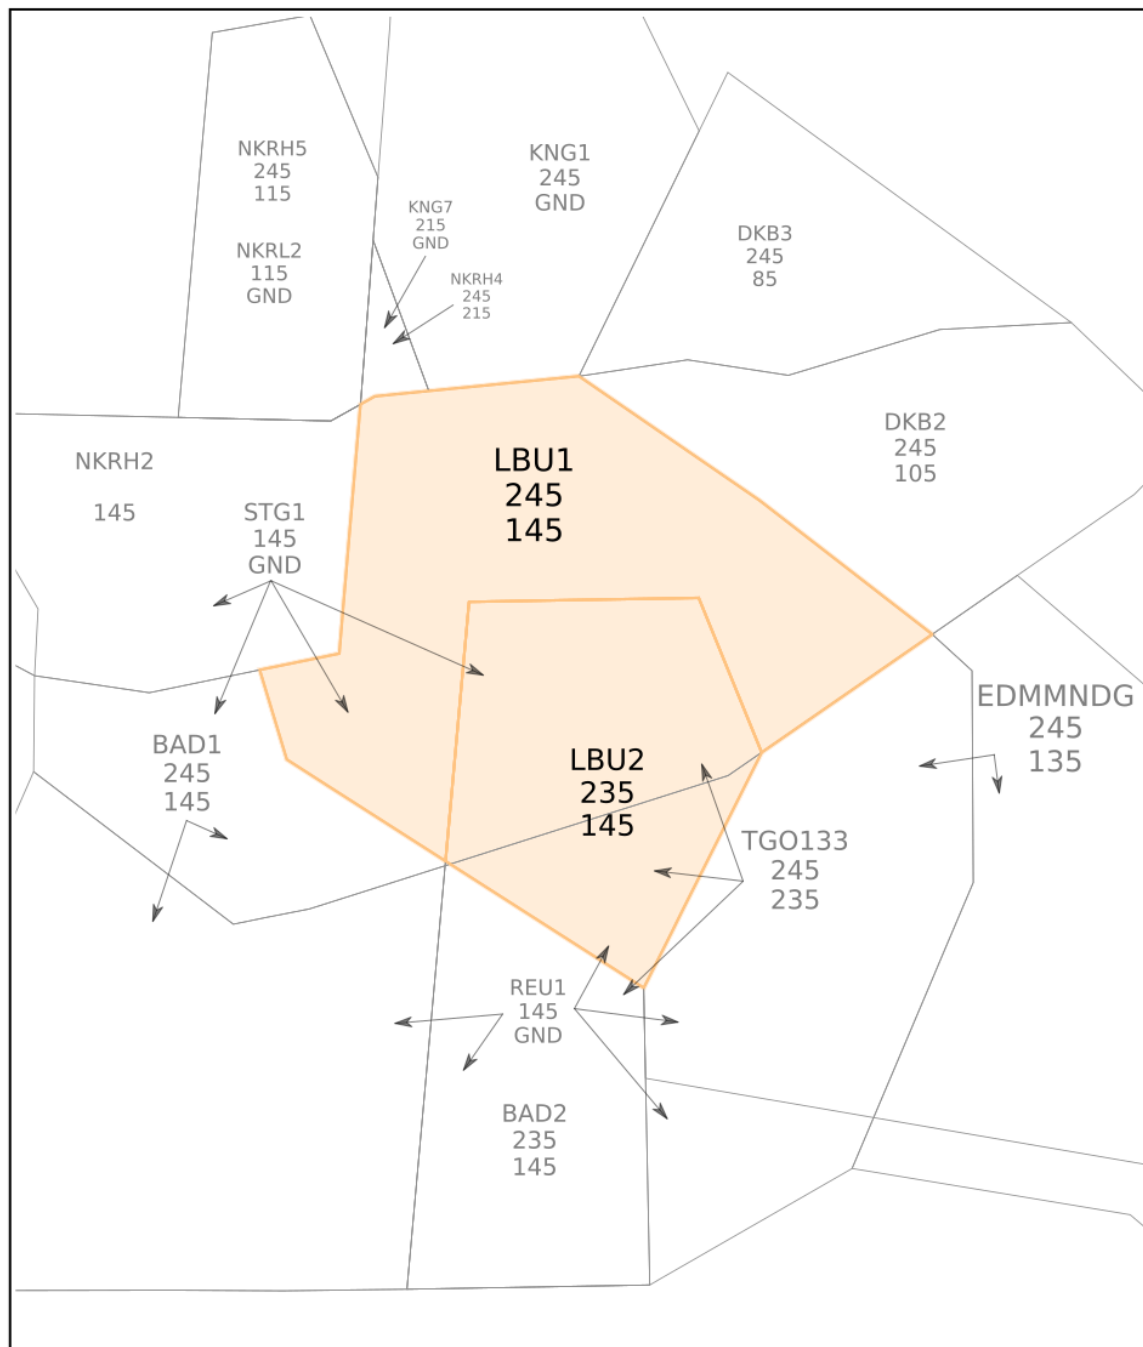 NKRH5
245
115
NKRL2
115
GND
KNG7
215
GND
KNG1
245
GND
NKRH4
245
215
DKB3
245
85
DKB2
245
105
NKRH2
145
STG1
145
GND
LBU1
245
145
BAD1
245
145
LBU2
235
145
EDMMNDG
245
135
TGO133
245
235
REU1
145
GND
BAD2
235
145